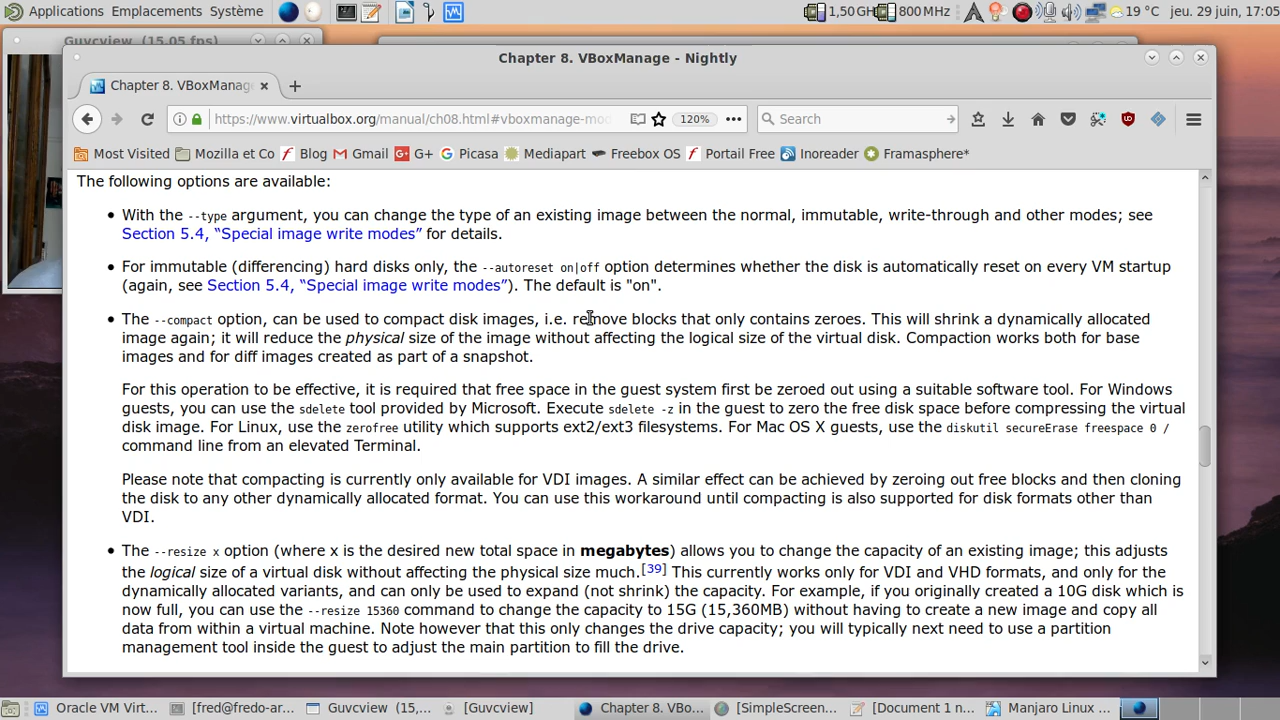 Applications Emplacements Système
1,50 GHz 800 MHz 19 °C jeu. 29 juin, 17:05
Guvcview (15.05 fps)
Chapter 8. VBoxManage - Nightly
Chapter 8. VBoxManag
https://www.virtualbox.org/manual/ch08.html#vboxmanage-mo
120%
Search
Most Visited Mozilla et Co Blog Gmail G+ Picasa Mediapart Freebox OS Portail Free Inoreader Framasphere*
The following options are available:
With the --type argument, you can change the type of an existing image between the normal, immutable, write-through and other modes; see
Section 5.4, “Special image write modes” for details.
For immutable (differencing) hard disks only, the --autoreset on|off option determines whether the disk is automatically reset on every VM startup
(again, see Section 5.4, “Special image write modes”). The default is "on".
The --compact option, can be used to compact disk images, i.e. remove blocks that only contains zeroes. This will shrink a dynamically allocated
image again; it will reduce the physical size of the image without affecting the logical size of the virtual disk. Compaction works both for base
images and for diff images created as part of a snapshot.
For this operation to be effective, it is required that free space in the guest system first be zeroed out using a suitable software tool. For Windows
guests, you can use the sdelete tool provided by Microsoft. Execute sdelete -z in the guest to zero the free disk space before compressing the virtual
disk image. For Linux, use the zerofree utility which supports ext2/ext3 filesystems. For Mac OS X guests, use the diskutil secureErase freespace 0 /
command line from an elevated Terminal.
Please note that compacting is currently only available for VDI images. A similar effect can be achieved by zeroing out free blocks and then cloning
the disk to any other dynamically allocated format. You can use this workaround until compacting is also supported for disk formats other than
VDI.
The --resize x option (where x is the desired new total space in megabytes) allows you to change the capacity of an existing image; this adjusts
the logical size of a virtual disk without affecting the physical size much.[39] This currently works only for VDI and VHD formats, and only for the
dynamically allocated variants, and can only be used to expand (not shrink) the capacity. For example, if you originally created a 10G disk which is
now full, you can use the --resize 15360 command to change the capacity to 15G (15,360MB) without having to create a new image and copy all
data from within a virtual machine. Note however that this only changes the drive capacity; you will typically next need to use a partition
management tool inside the guest to adjust the main partition to fill the drive.
Oracle VM Virt... [fred@fredo-ar... Guvcview (15,... [Guvcview] Chapter 8. VBo... [SimpleScreen... [Document 1 n... Manjaro Linux ...